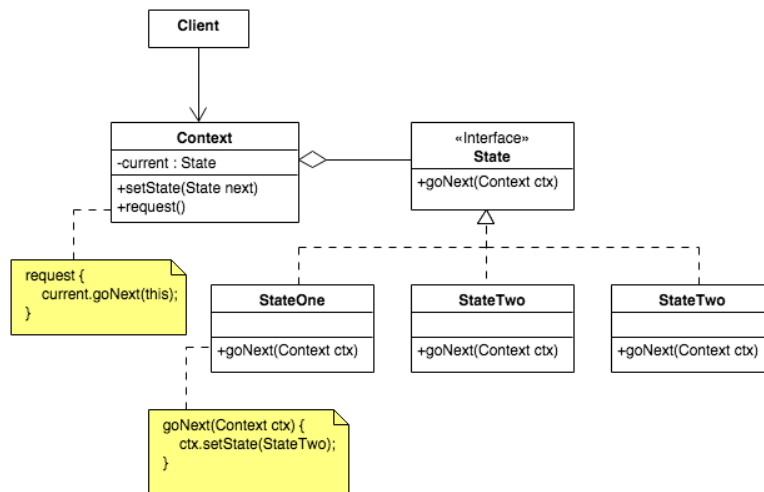 Client
Context
-current : State
+setState(State next)
+request()
«Interface»
State
+goNext(Context ctx)
request {
current.goNext(this);
}
StateOne
+goNext(Context ctx)
StateTwo
+goNext(Context ctx)
StateTwo
+goNext(Context ctx)
goNext(Context ctx) {
ctx.setState(StateTwo);
}